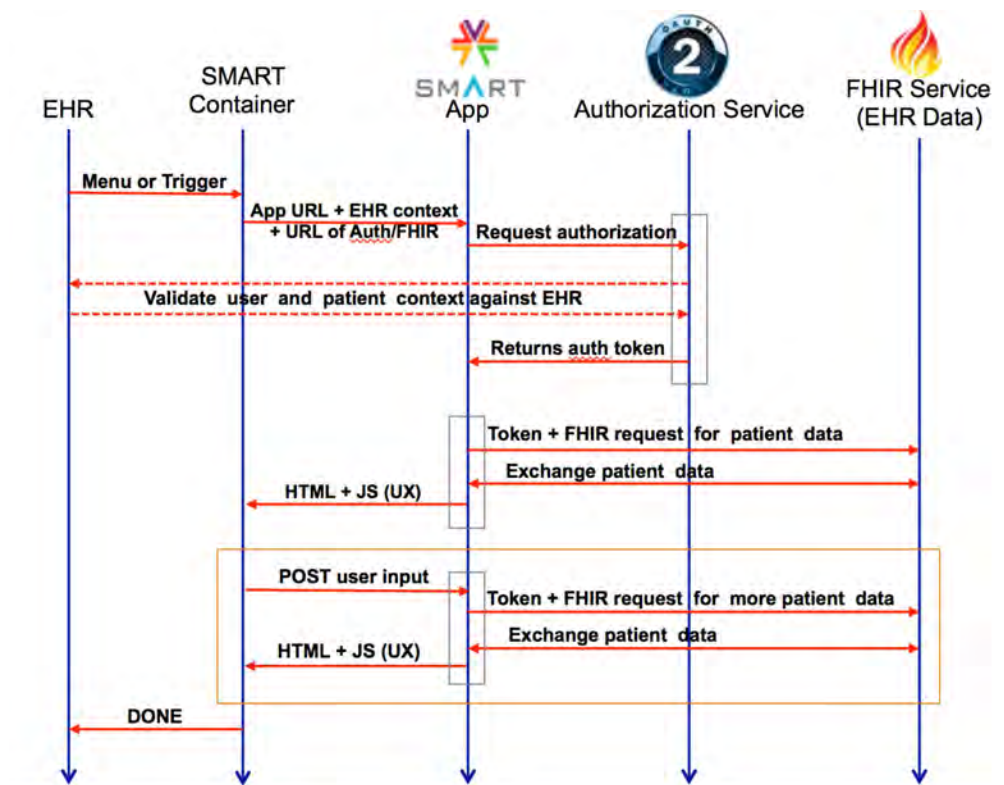 EHR
SMART
Container
SMART
App
OAUTH
2
Authorization Service
FHIR Service
(EHR Data)
Menu or Trigger
App URL + EHR context
+ URL of Auth/FHIR
Request authorization
Validate user and patient context against EHR
Returns auth token
Token + FHIR request for patient data
Exchange patient data
HTML + JS (UX)
POST user input
Token + FHIR request for more patient data
Exchange patient data
HTML + JS (UX)
DONE